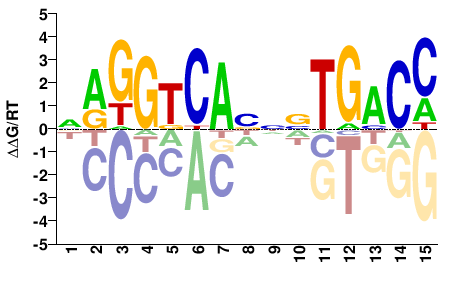 5
4
3
2
1
0
-1
-2
-3
-4
-5
ΔΔG/RT
A G G T C A C G T G A C C
G T A
T T C C A T C C A C G A T C G T G A G G
1 2 3 4 5 6 7 8 9 10 11 12 13 14 15